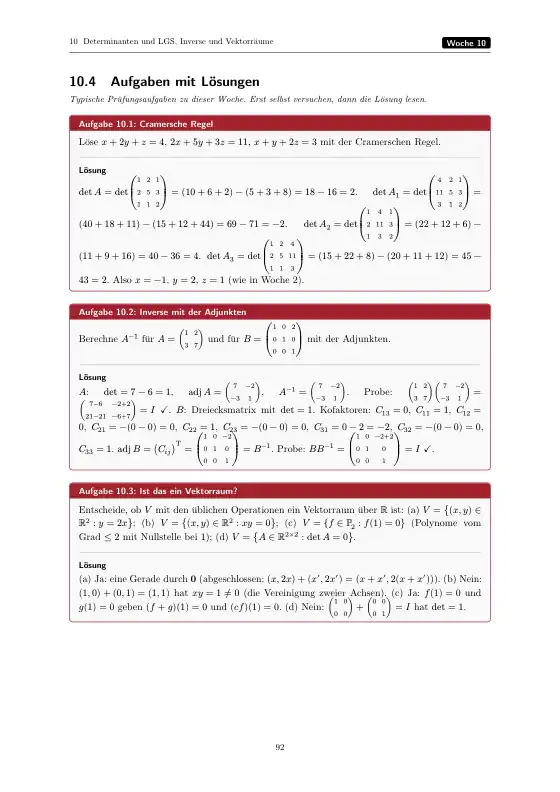 10 Determinanten und LGS, Inverse und Vektorräume Woche 10
10.4 Aufgaben mit Lösungen
Typische Prüfungsaufgaben zu dieser Woche. Erst selbst versuchen, dann die Lösung lesen.
Aufgabe 10.1: Cramersche Regel
Löse x + 2y + z = 4, 2x + 5y + 3z = 11, x + y + 2z = 3 mit der Cramerschen Regel.
Lösung
det A = det (1 2 1; 2 5 3; 1 1 2) = (10 + 6 + 2) − (5 + 3 + 8) = 18 − 16 = 2. det A₁ = det (4 2 1; 11 5 3; 3 1 2) =
(40 + 18 + 11) − (15 + 12 + 44) = 69 − 71 = −2. det A₂ = det (1 4 1; 2 11 3; 1 3 2) = (22 + 12 + 6) −
(11 + 9 + 16) = 40 − 36 = 4. det A₃ = det (1 2 4; 2 5 11; 1 1 3) = (15 + 22 + 8) − (20 + 11 + 12) = 45 −
43 = 2. Also x = −1, y = 2, z = 1 (wie in Woche 2).
Aufgabe 10.2: Inverse mit der Adjunkten
Berechne A⁻¹ für A = (1 2; 3 7) und für B = (1 0 2; 0 1 0; 0 0 1) mit der Adjunkten.
Lösung
A: det = 7 − 6 = 1, adj A = (7 −2; −3 1), A⁻¹ = (7 −2; −3 1). Probe: (1 2; 3 7) (7 −2; −3 1) =
(7−6 −2+2; 21−21 −6+7) = I ✓. B: Dreiecksmatrix mit det = 1. Kofaktoren: C₁₃ = 0, C₁₁ = 1, C₁₂ =
0, C₂₁ = −(0 − 0) = 0, C₂₂ = 1, C₂₃ = −(0 − 0) = 0, C₃₁ = 0 − 2 = −2, C₃₂ = −(0 − 0) = 0,
C₃₃ = 1. adj B = (Cᵢⱼ)ᵀ = (1 0 −2; 0 1 0; 0 0 1) = B⁻¹. Probe: BB⁻¹ = (1 0 −2+2; 0 1 0; 0 0 1) = I ✓.
Aufgabe 10.3: Ist das ein Vektorraum?
Entscheide, ob V mit den üblichen Operationen ein Vektorraum über ℝ ist: (a) V = {(x, y) ∈
ℝ² : y = 2x}; (b) V = {(x, y) ∈ ℝ² : xy = 0}; (c) V = {f ∈ ℙ₂ : f(1) = 0} (Polynome vom
Grad ≤ 2 mit Nullstelle bei 1); (d) V = {A ∈ ℝ²ˣ² : det A = 0}.
Lösung
(a) Ja: eine Gerade durch 0 (abgeschlossen: (x, 2x) + (x′, 2x′) = (x + x′, 2(x + x′))). (b) Nein:
(1, 0) + (0, 1) = (1, 1) hat xy = 1 ≠ 0 (die Vereinigung zweier Achsen). (c) Ja: f(1) = 0 und
g(1) = 0 geben (f + g)(1) = 0 und (cf)(1) = 0. (d) Nein: (1 0; 0 0) + (0 0; 0 1) = I hat det = 1.
92